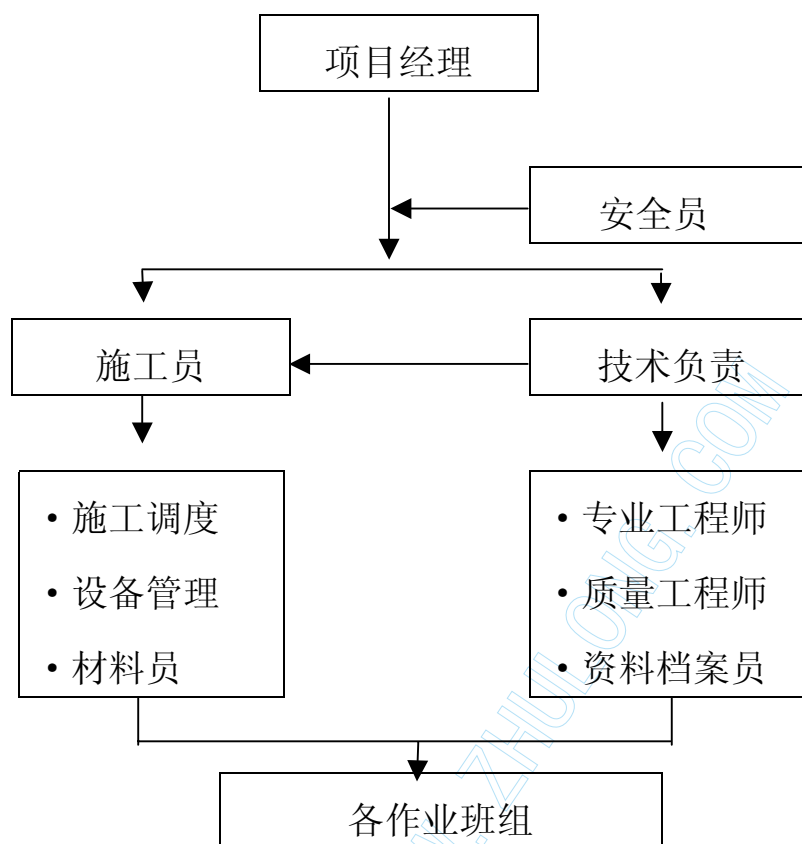 项目经理
安全员
施工员
技术负责
·施工调度
·设备管理
·材料员
·专业工程师
·质量工程师
·资料档案员
各作业班组
ZHULONG.COM